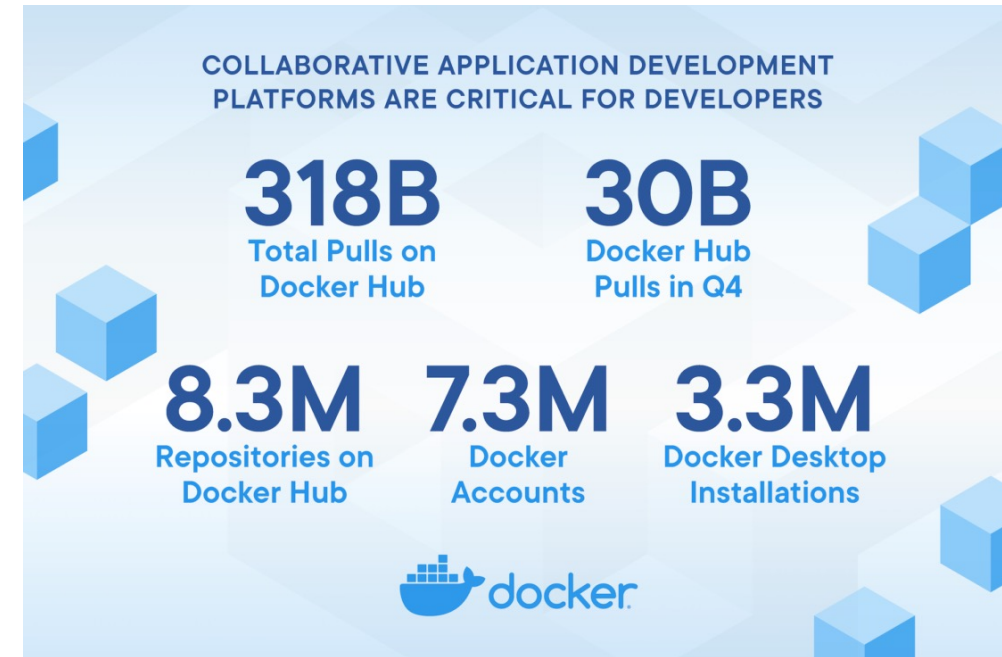 COLLABORATIVE APPLICATION DEVELOPMENT
PLATFORMS ARE CRITICAL FOR DEVELOPERS
318B
Total Pulls on
Docker Hub
30B
Docker Hub
Pulls in Q4
8.3M
Repositories on
Docker Hub
7.3M
Docker
Accounts
3.3M
Docker Desktop
Installations
docker